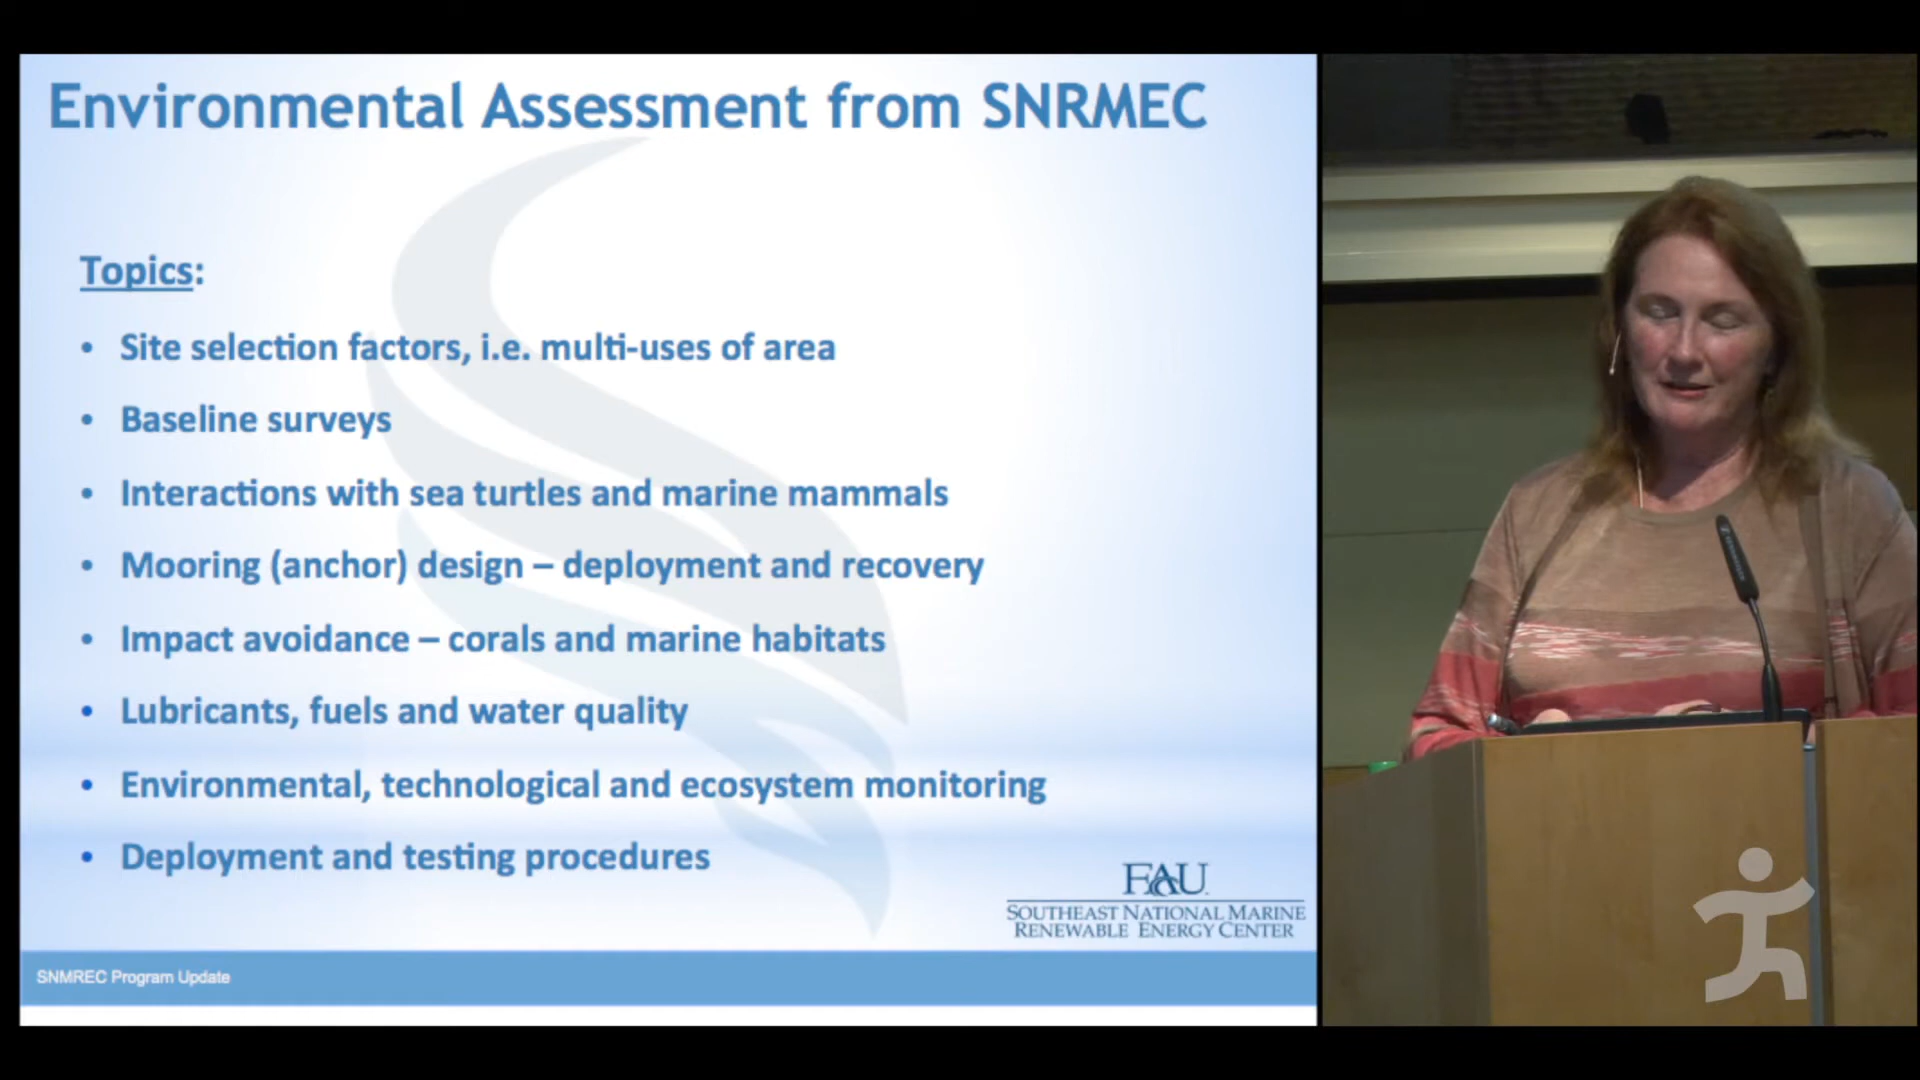 Environmental Assessment from SNRMEC
Topics:
• Site selection factors, i.e. multi-uses of area
• Baseline surveys
• Interactions with sea turtles and marine mammals
• Mooring (anchor) design – deployment and recovery
• Impact avoidance – corals and marine habitats
• Lubricants, fuels and water quality
• Environmental, technological and ecosystem monitoring
• Deployment and testing procedures
FAU
SOUTHEAST NATIONAL MARINE
RENEWABLE ENERGY CENTER
SNMREC Program Update